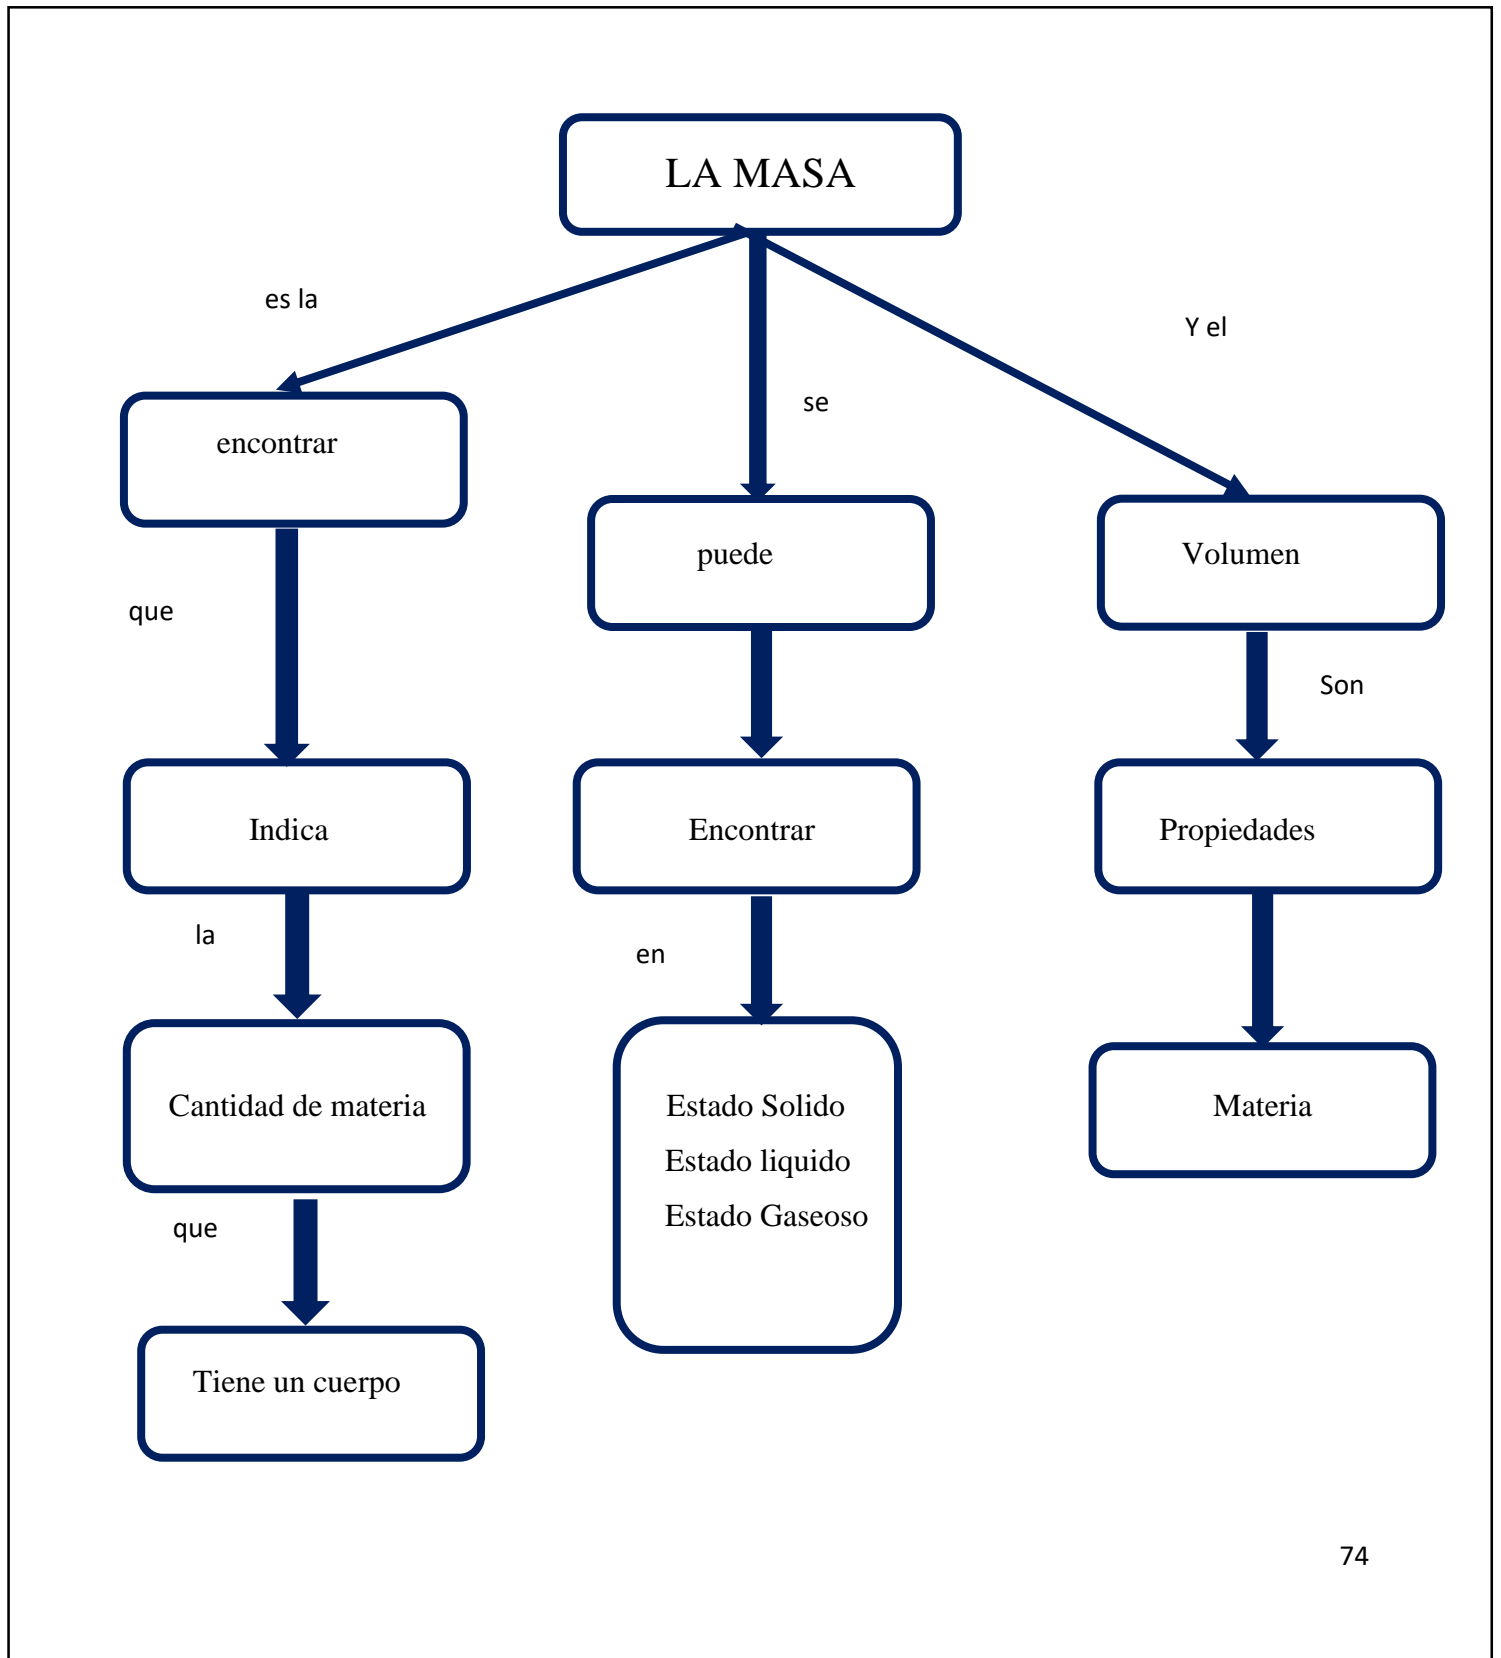 LA MASA
es la
Y el
se
encontrar
puede
Volumen
que
Son
Indica
Encontrar
Propiedades
la
en
Cantidad de materia
Estado Solido
Estado liquido
Estado Gaseoso
Materia
que
Tiene un cuerpo
74